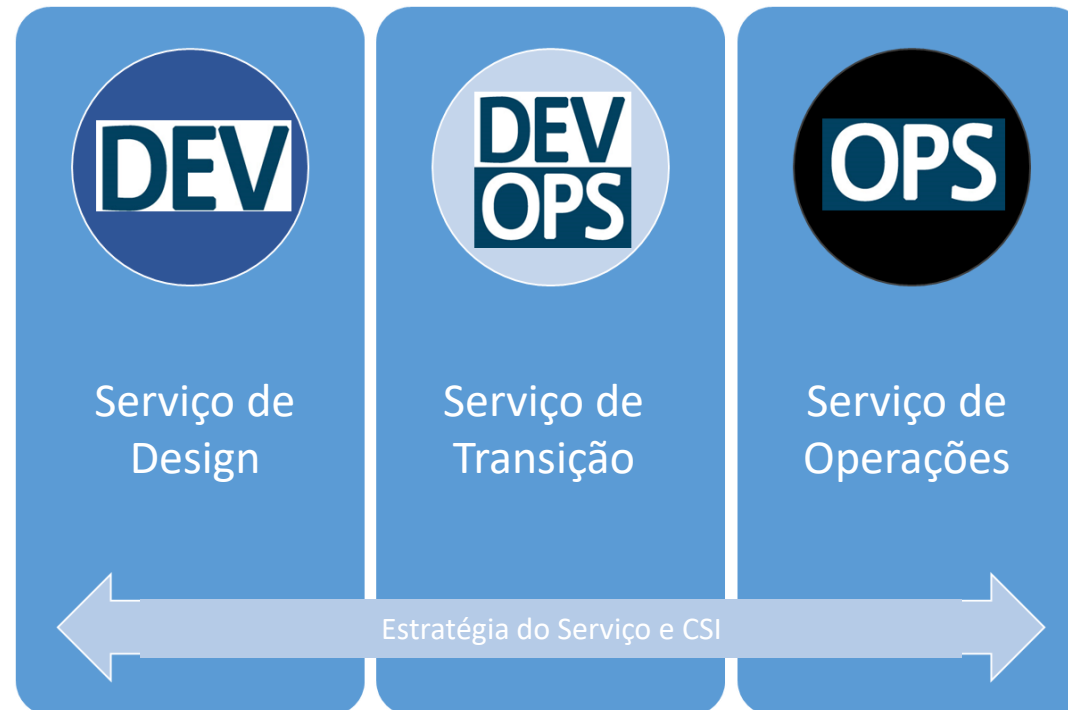 DEV
DEV
OPS
OPS
Serviço de
Design
Serviço de
Transição
Serviço de
Operações
Estratégia do Serviço e CSI